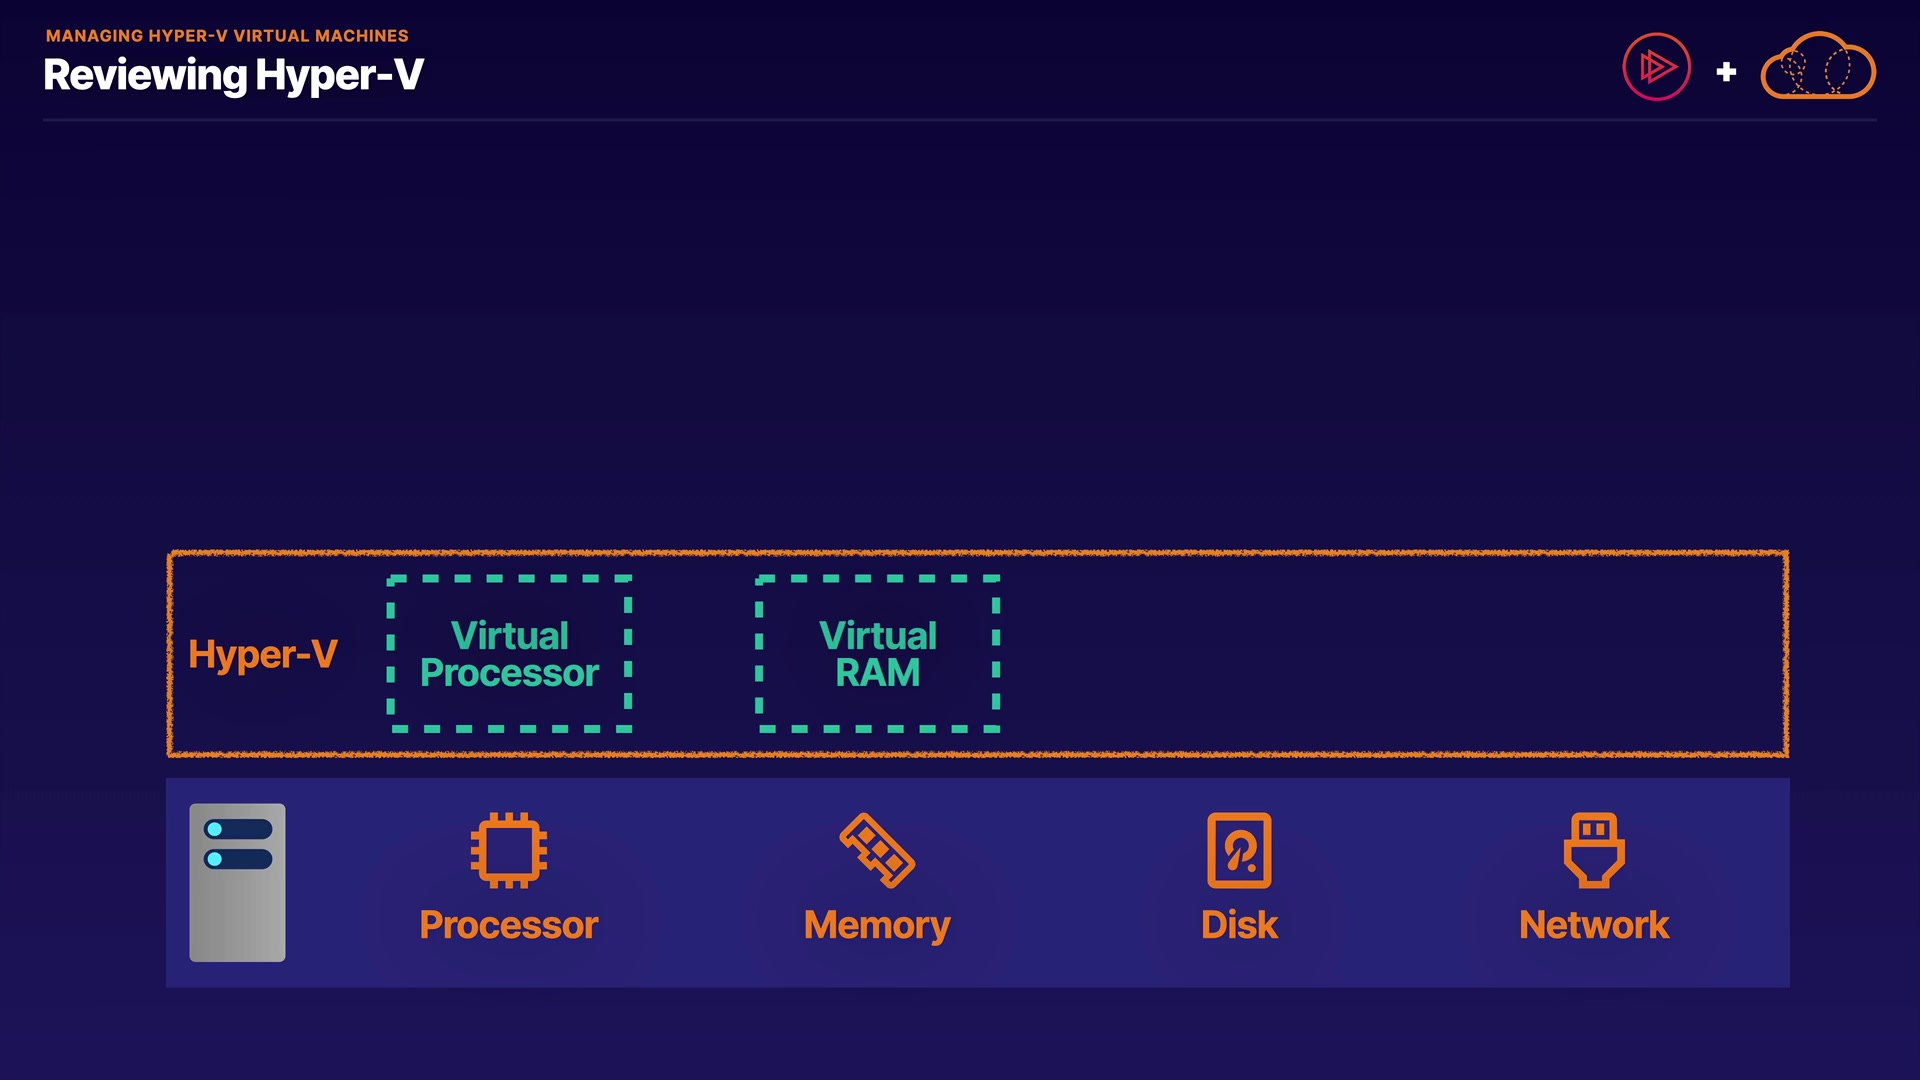 MANAGING HYPER-V VIRTUAL MACHINES
Reviewing Hyper-V
+
Hyper-V
Virtual
Processor
Virtual
RAM
Processor
Memory
Disk
Network